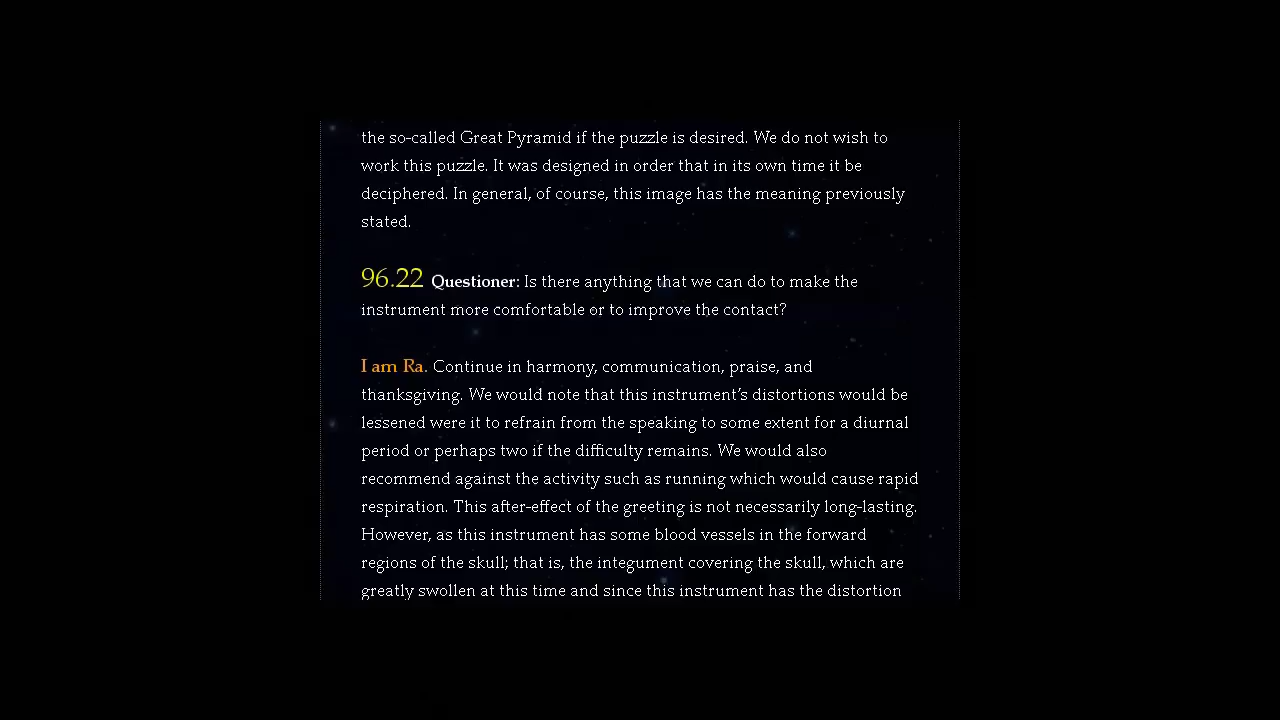 the so-called Great Pyramid if the puzzle is desired. We do not wish to
work this puzzle. It was designed in order that in its own time it be
deciphered. In general, of course, this image has the meaning previously
stated.
96.22 Questioner: Is there anything that we can do to make the
instrument more comfortable or to improve the contact?
I am Ra. Continue in harmony, communication, praise, and
thanksgiving. We would note that this instrument’s distortions would be
lessened were it to refrain from the speaking to some extent for a diurnal
period or perhaps two if the difficulty remains. We would also
recommend against the activity such as running which would cause rapid
respiration. This after-effect of the greeting is not necessarily long-lasting.
However, as this instrument has some blood vessels in the forward
regions of the skull; that is, the integument covering the skull, which are
greatly swollen at this time and since this instrument has the distortion